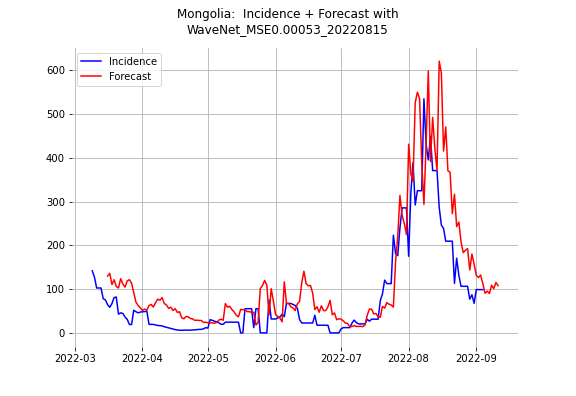 Mongolia:  Incidence + Forecast with
WaveNet_MSE0.00053_20220815
Incidence
Forecast
600
500
400
300
200
100
0
2022-03 2022-04 2022-05 2022-06 2022-07 2022-08 2022-09